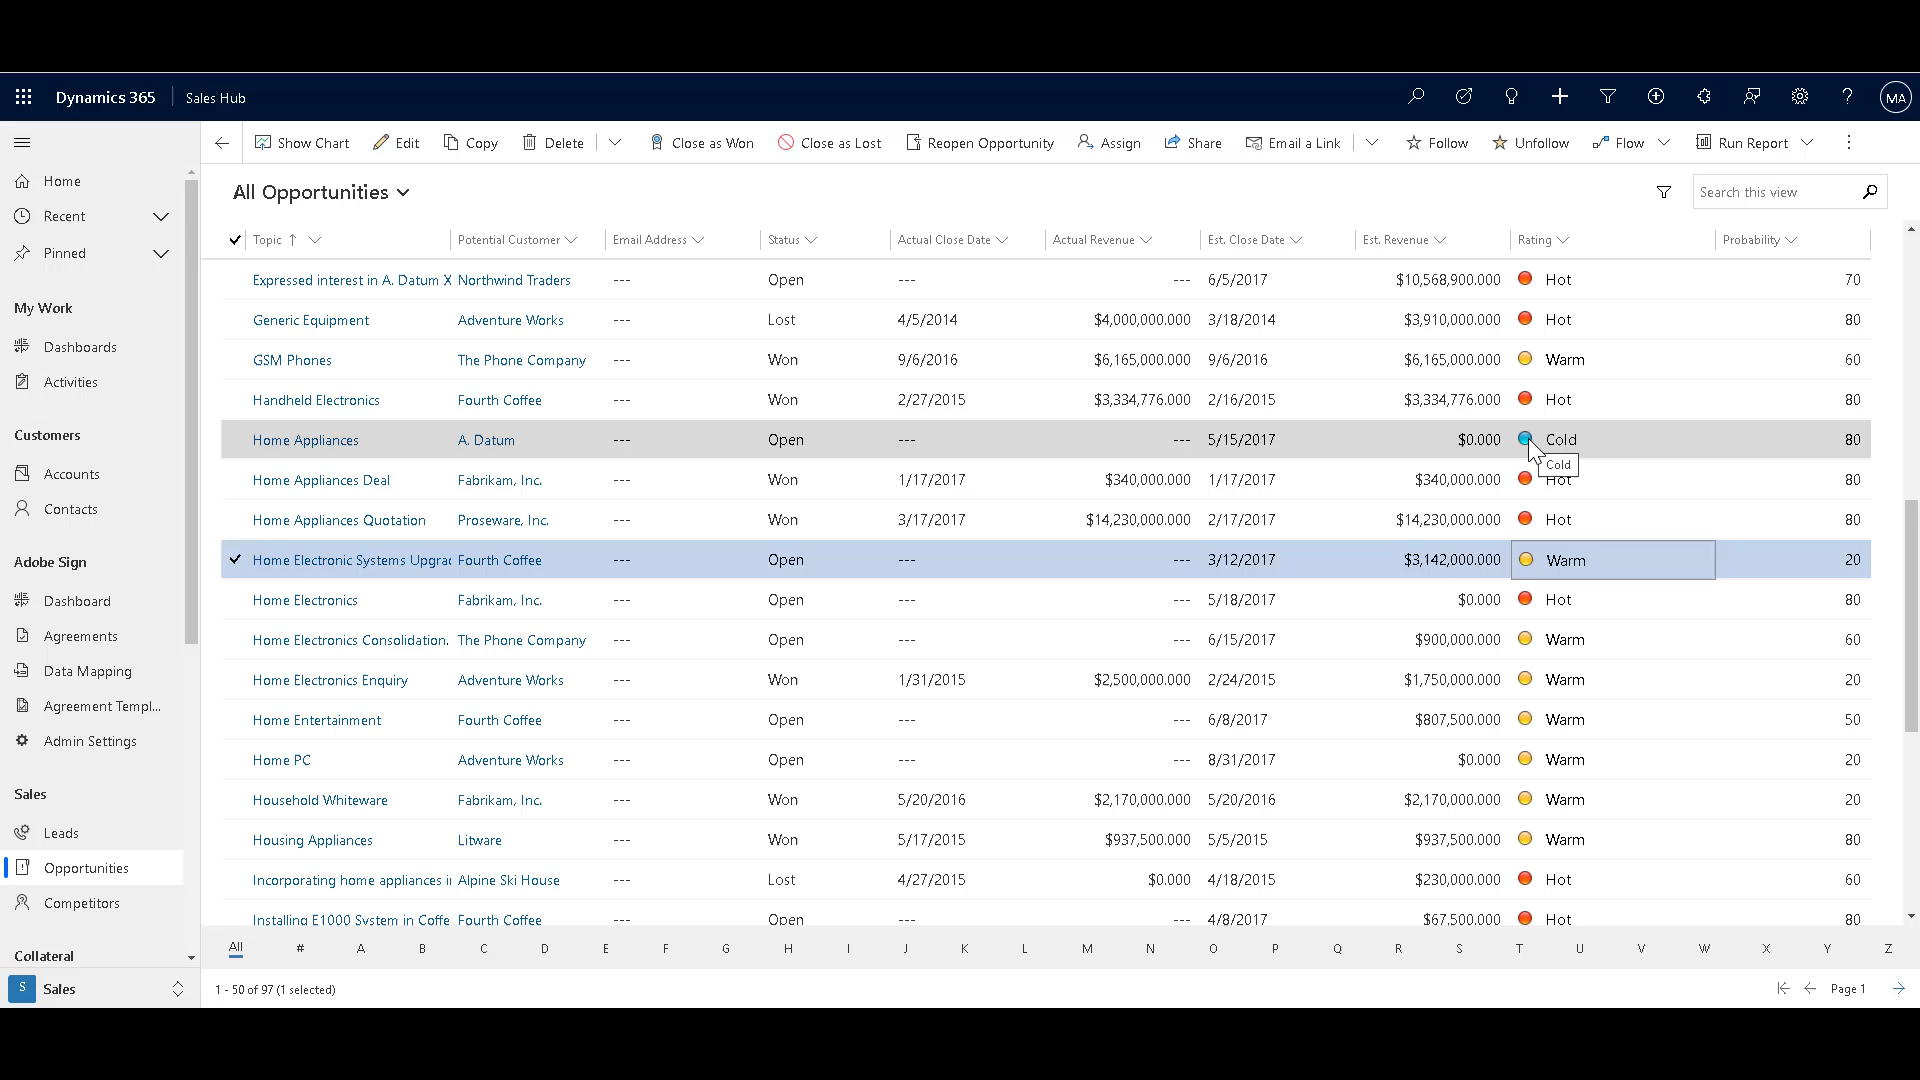 Dynamics 365 Sales Hub MA
Show Chart Edit Copy Delete Close as Won Close as Lost Reopen Opportunity Assign Share Email a Link Follow Unfollow Flow Run Report
Home
Recent
Pinned
My Work
Dashboards
Activities
Customers
Accounts
Contacts
Adobe Sign
Dashboard
Agreements
Data Mapping
Agreement Templ...
Admin Settings
Sales
Leads
Opportunities
Competitors
Collateral
S Sales
All Opportunities Search this view
Topic Potential Customer Email Address Status Actual Close Date Actual Revenue Est. Close Date Est. Revenue Rating Probability
Expressed interest in A. Datum X Northwind Traders --- Open --- --- 6/5/2017 $10,568,900.000 Hot 70
Generic Equipment Adventure Works --- Lost 4/5/2014 $4,000,000.000 3/18/2014 $3,910,000.000 Hot 80
GSM Phones The Phone Company --- Won 9/6/2016 $6,165,000.000 9/6/2016 $6,165,000.000 Warm 60
Handheld Electronics Fourth Coffee --- Won 2/27/2015 $3,334,776.000 2/16/2015 $3,334,776.000 Hot 80
Home Appliances A. Datum --- Open --- --- 5/15/2017 $0.000 Cold 80
Cold
Home Appliances Deal Fabrikam, Inc. --- Won 1/17/2017 $340,000.000 1/17/2017 $340,000.000 Hot 80
Home Appliances Quotation Proseware, Inc. --- Won 3/17/2017 $14,230,000.000 2/17/2017 $14,230,000.000 Hot 80
Home Electronic Systems Upgra Fourth Coffee --- Open --- --- 3/12/2017 $3,142,000.000 Warm 20
Home Electronics Fabrikam, Inc. --- Open --- --- 5/18/2017 $0.000 Hot 80
Home Electronics Consolidation. The Phone Company --- Open --- --- 6/15/2017 $900,000.000 Warm 60
Home Electronics Enquiry Adventure Works --- Won 1/31/2015 $2,500,000.000 2/24/2015 $1,750,000.000 Warm 20
Home Entertainment Fourth Coffee --- Open --- --- 6/8/2017 $807,500.000 Warm 50
Home PC Adventure Works --- Open --- --- 8/31/2017 $0.000 Warm 20
Household Whiteware Fabrikam, Inc. --- Won 5/20/2016 $2,170,000.000 5/20/2016 $2,170,000.000 Warm 20
Housing Appliances Litware --- Won 5/17/2015 $937,500.000 5/5/2015 $937,500.000 Warm 80
Incorporating home appliances i Alpine Ski House --- Lost 4/27/2015 $0.000 4/18/2015 $230,000.000 Hot 60
Installing E1000 System in Coffe Fourth Coffee --- Open --- --- 4/8/2017 $67,500.000 Hot 80
All # A B C D E F G H I J K L M N O P Q R S T U V W X Y Z
1 - 50 of 97 (1 selected) Page 1